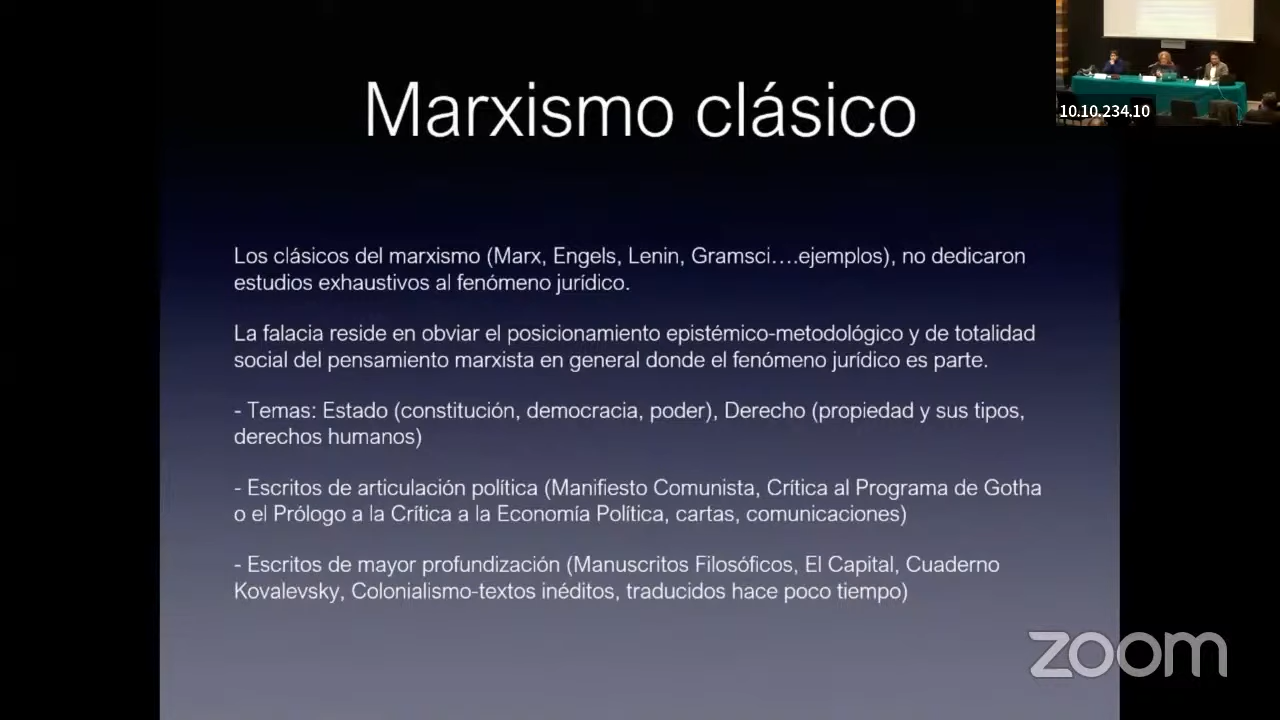 Marxismo clásico
10.10.234.10
Los clásicos del marxismo (Marx, Engels, Lenin, Gramsci....ejemplos), no dedicaron
estudios exhaustivos al fenómeno jurídico.
La falacia reside en obviar el posicionamiento epistémico-metodológico y de totalidad
social del pensamiento marxista en general donde el fenómeno jurídico es parte.
- Temas: Estado (constitución, democracia, poder), Derecho (propiedad y sus tipos,
derechos humanos)
- Escritos de articulación política (Manifiesto Comunista, Crítica al Programa de Gotha
o el Prólogo a la Crítica a la Economía Política, cartas, comunicaciones)
- Escritos de mayor profundización (Manuscritos Filosóficos, El Capital, Cuaderno
Kovalevsky, Colonialismo-textos inéditos, traducidos hace poco tiempo)
zoom